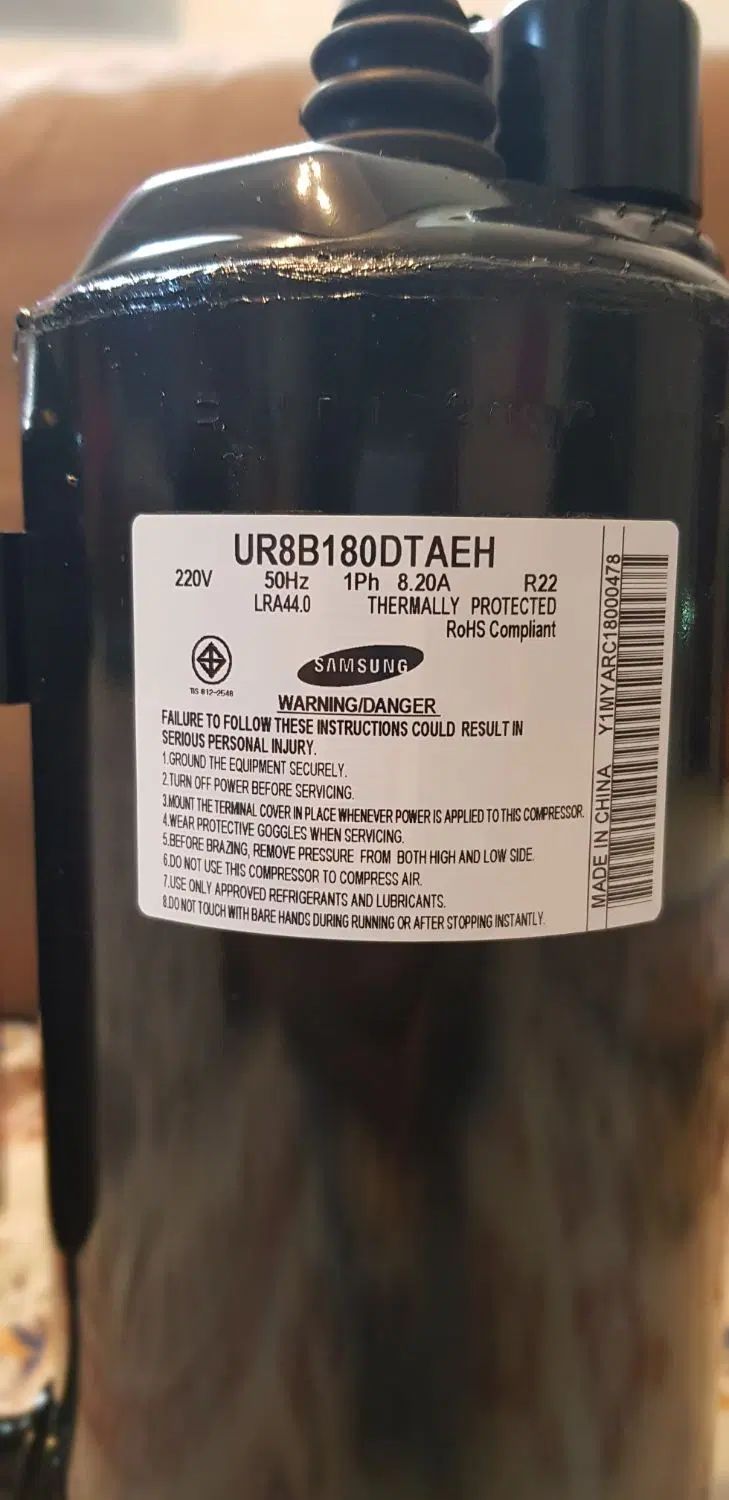 UR8B180DTAEH
220V 50Hz 1Ph 8.20A R22
LRA44.0 THERMALLY PROTECTED
RoHS Compliant
TIS 812-2548
SAMSUNG
WARNING/DANGER
FAILURE TO FOLLOW THESE INSTRUCTIONS COULD RESULT IN
SERIOUS PERSONAL INJURY.
1.GROUND THE EQUIPMENT SECURELY.
2.TURN OFF POWER BEFORE SERVICING.
3.MOUNT THE TERMINAL COVER IN PLACE WHENEVER POWER IS APPLIED TO THIS COMPRESSOR.
4.WEAR PROTECTIVE GOGGLES WHEN SERVICING.
5.BEFORE BRAZING, REMOVE PRESSURE FROM BOTH HIGH AND LOW SIDE.
6.DO NOT USE THIS COMPRESSOR TO COMPRESS AIR.
7.USE ONLY APPROVED REFRIGERANTS AND LUBRICANTS.
8.DO NOT TOUCH WITH BARE HANDS DURING RUNNING OR AFTER STOPPING INSTANTLY.
MADE IN CHINA Y1MYARC18000478